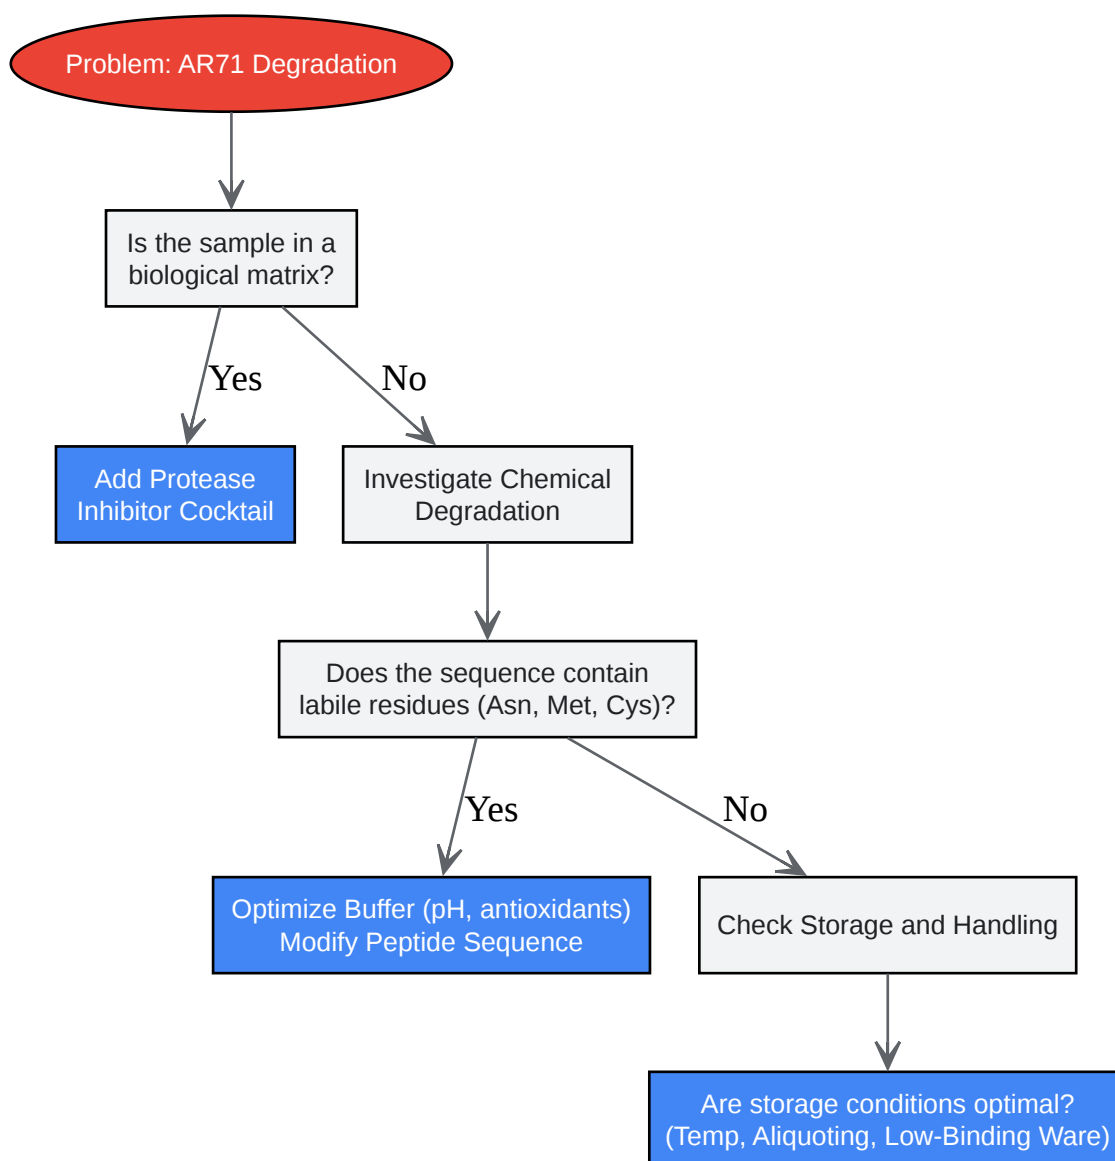 Problem: AR71 Degradation
Is the sample in a
biological matrix?
Yes
No
Add Protease
Inhibitor Cocktail
Investigate Chemical
Degradation
Does the sequence contain
labile residues (Asn, Met, Cys)?
Yes
No
Optimize Buffer (pH, antioxidants)
Modify Peptide Sequence
Check Storage and Handling
Are storage conditions optimal?
(Temp, Aliquoting, Low-Binding Ware)